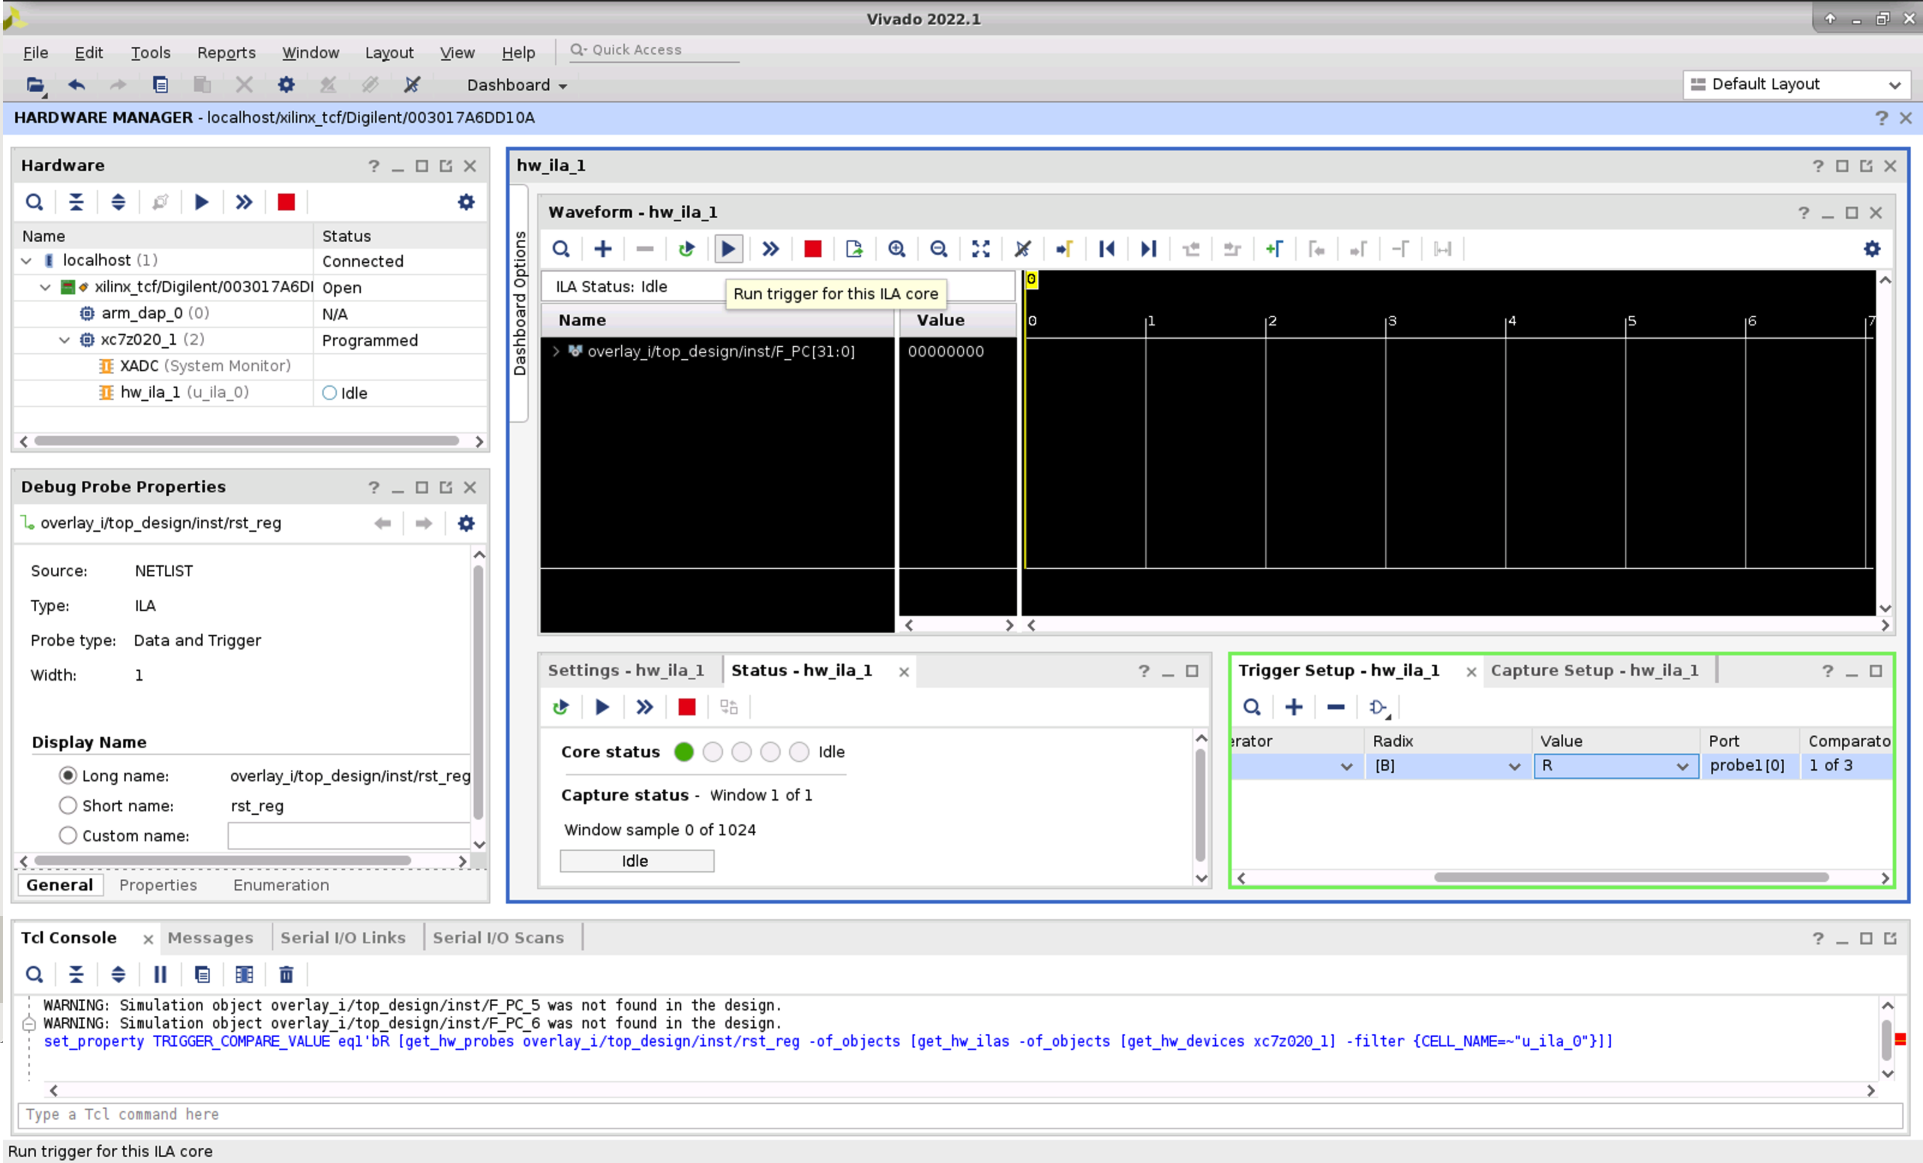 Vivado 2022.1
File Edit Tools Reports Window Layout View Help Quick Access
Dashboard Default Layout
HARDWARE MANAGER - localhost/xilinx_tcf/Digilent/003017A6DD10A
Hardware
Name Status
localhost (1) Connected
xilinx_tcf/Digilent/003017A6DI Open
arm_dap_0 (0) N/A
xc7z020_1 (2) Programmed
XADC (System Monitor)
hw_ila_1 (u_ila_0) Idle
Debug Probe Properties
overlay_i/top_design/inst/rst_reg
Source: NETLIST
Type: ILA
Probe type: Data and Trigger
Width: 1
Display Name
Long name: overlay_i/top_design/inst/rst_reg
Short name: rst_reg
Custom name:
General Properties Enumeration
hw_ila_1
Dashboard Options
Waveform - hw_ila_1
ILA Status: Idle
Run trigger for this ILA core
Name Value
overlay_i/top_design/inst/F_PC[31:0] 00000000
0
0 1 2 3 4 5 6 7
Settings - hw_ila_1 Status - hw_ila_1
Core status Idle
Capture status - Window 1 of 1
Window sample 0 of 1024
Idle
Trigger Setup - hw_ila_1 Capture Setup - hw_ila_1
erator Radix Value Port Comparato
[B] R probe1[0] 1 of 3
Tcl Console Messages Serial I/O Links Serial I/O Scans
WARNING: Simulation object overlay_i/top_design/inst/F_PC_5 was not found in the design.
WARNING: Simulation object overlay_i/top_design/inst/F_PC_6 was not found in the design.
set_property TRIGGER_COMPARE_VALUE eq1'bR [get_hw_probes overlay_i/top_design/inst/rst_reg -of_objects [get_hw_ilas -of_objects [get_hw_devices xc7z020_1] -filter {CELL_NAME=~"u_ila_0"}]]
Type a Tcl command here
Run trigger for this ILA core